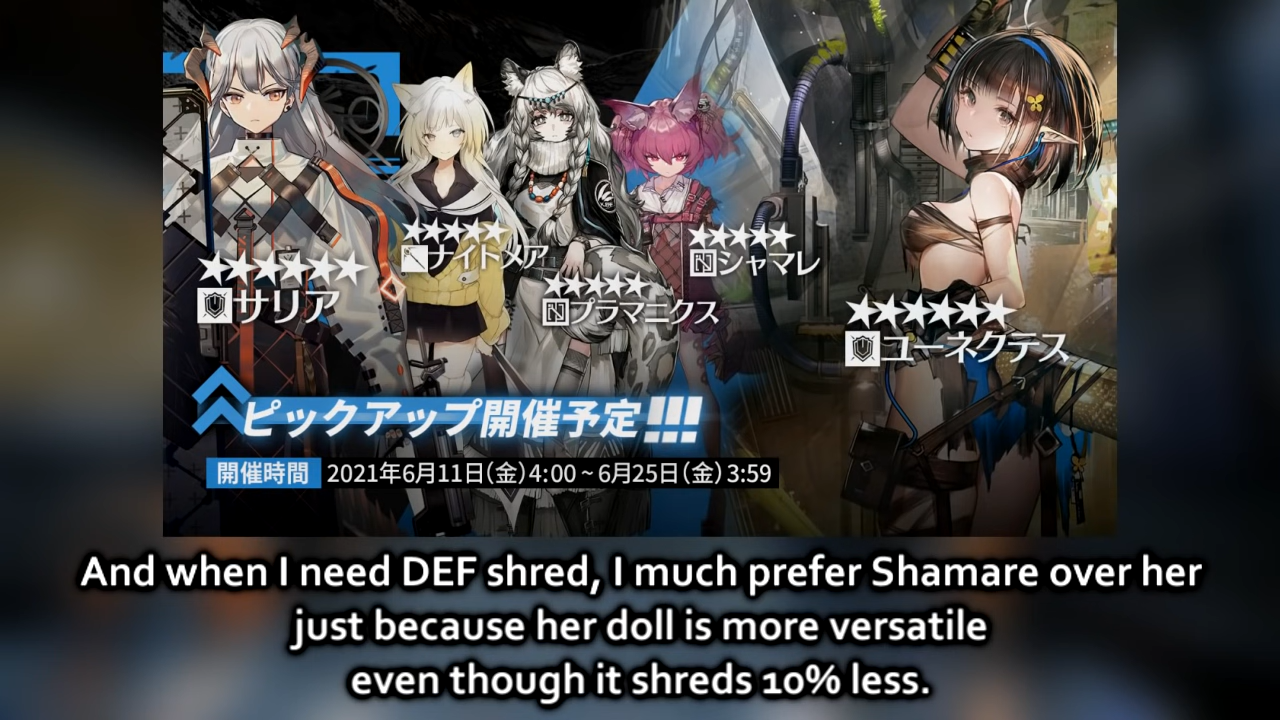 ★★★★★★
サリア
★★★★★
ナイトメア
★★★★★
プラマニクス
★★★★★
シャマレ
★★★★★★
ユーネクテス
ピックアップ開催予定!!!
開催時間 2021年6月11日(金)4:00～6月25日(金)3:59
And when I need DEF shred, I much prefer Shamare over her
just because her doll is more versatile
even though it shreds 10% less.